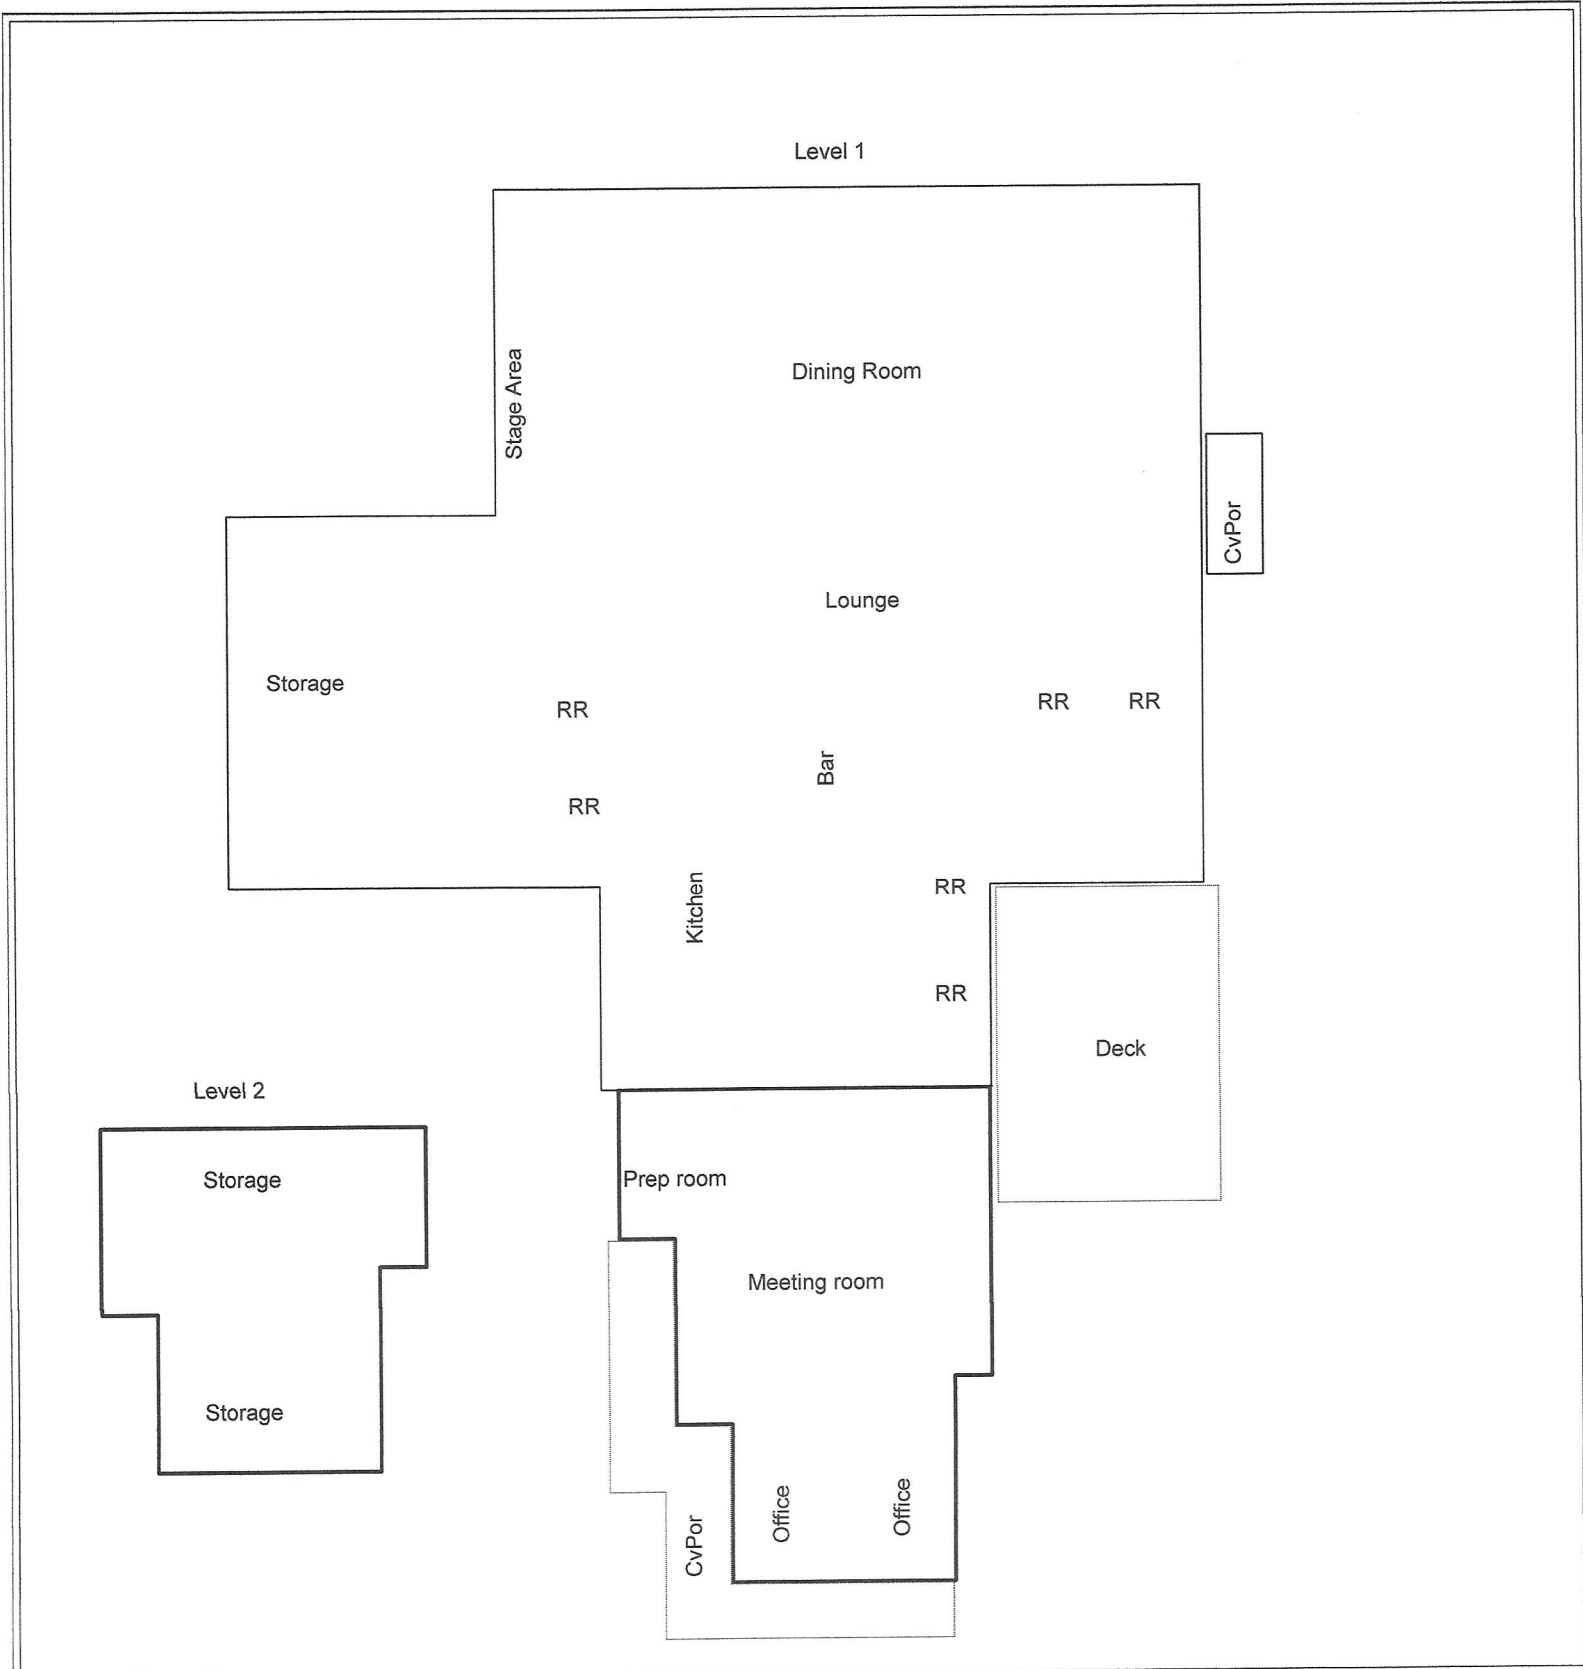 Level 1
Dining Room
Stage Area
CvPor
Lounge
Storage
RR
RR
RR
Bar
RR
Kitchen
RR
RR
Deck
Level 2
Storage
Prep room
Meeting room
Storage
Office
Office
CvPor